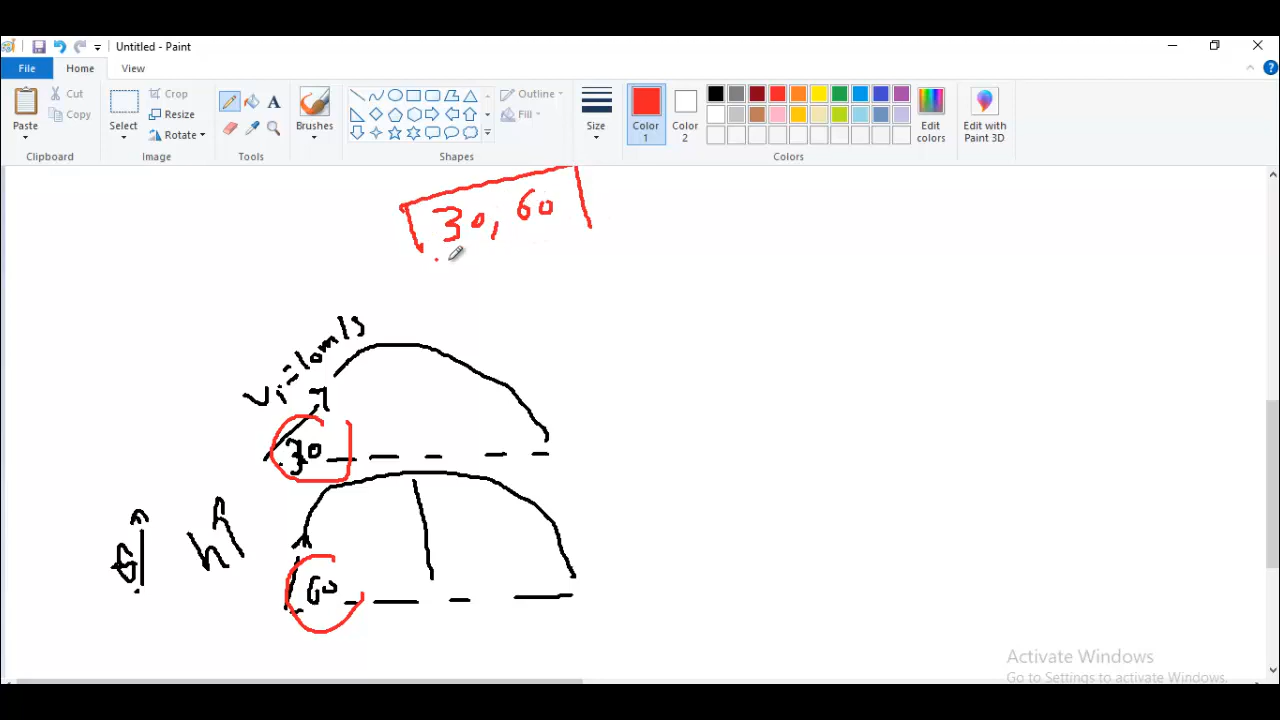 Untitled - Paint
File Home View
Paste Cut Copy
Clipboard
Select Crop Resize Rotate
Image
A
Tools
Brushes
Outline Fill
Shapes
Size
Color 1
Color 2
Edit colors
Colors
Edit with Paint 3D
30, 60
Vi=10m/s
30
θ↑ h↑
60
Activate Windows
Go to Settings to activate Windows.